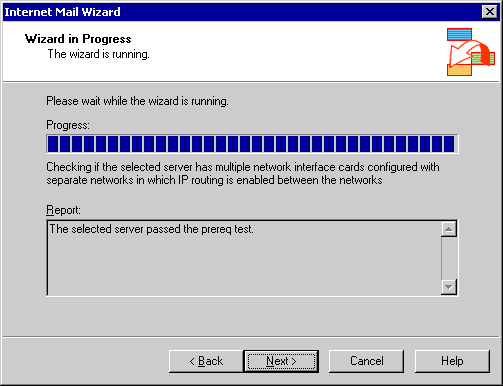 Internet Mail Wizard
Wizard in Progress
The wizard is running.
Please wait while the wizard is running.
Progress:
Checking if the selected server has multiple network interface cards configured with
separate networks in which IP routing is enabled between the networks
Report:
The selected server passed the prereq test.
< Back Next > Cancel Help